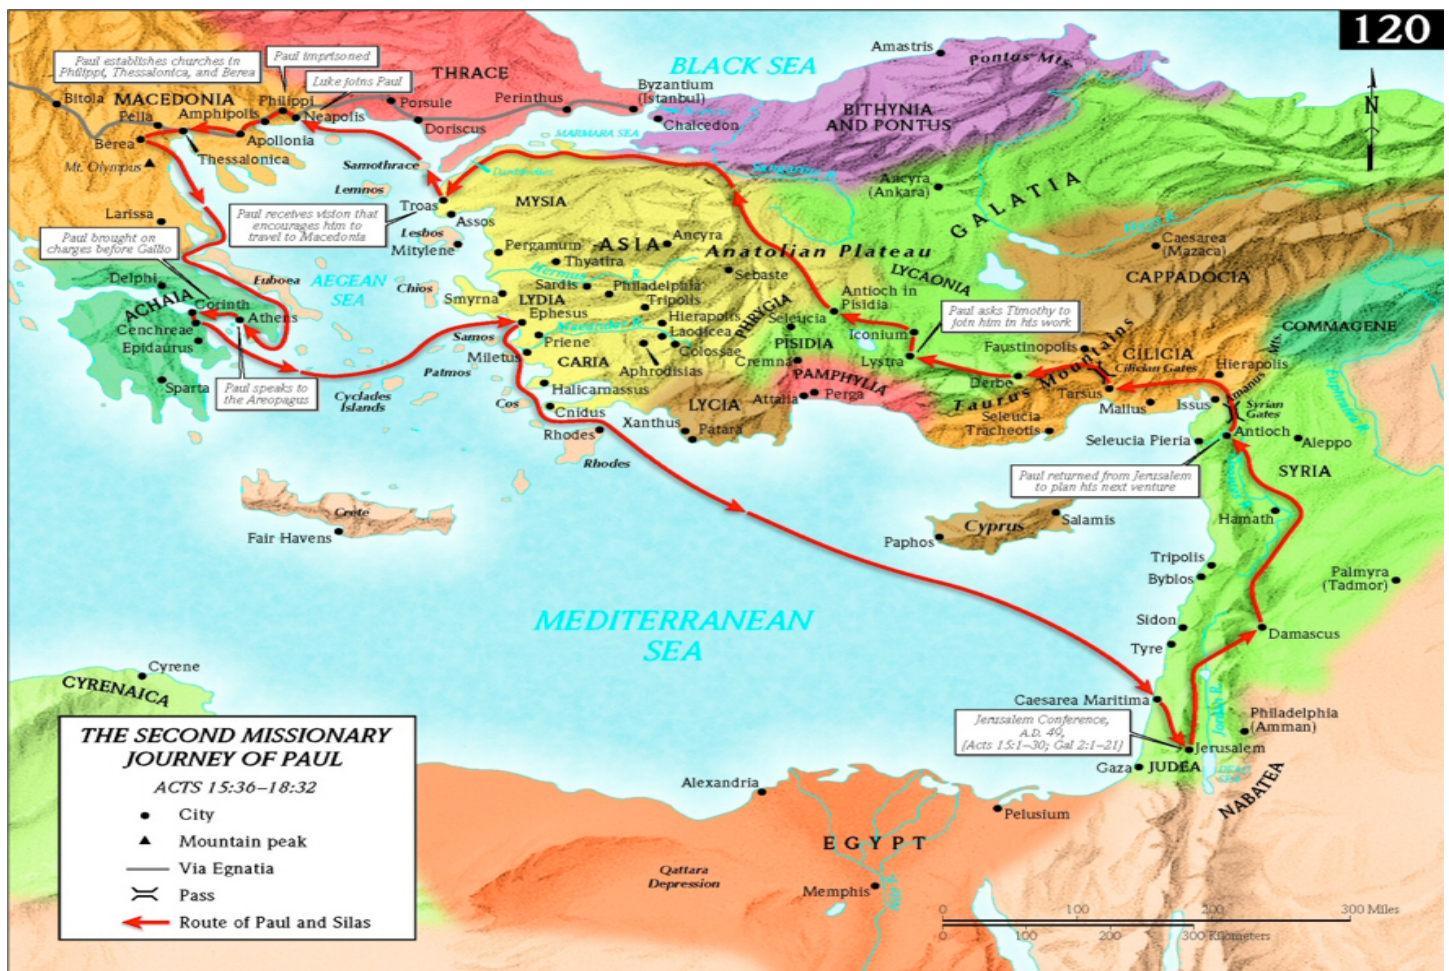 120
Paul establishes churches in
Philippi, Thessalonica, and Berea
Paul imprisoned
Luke joins Paul
THRACE
BLACK SEA
Amastris
Pontus Mts.
N
Bitola
MACEDONIA
Pella
Amphipolis
Philippi
Neapolis
Porsule
Doriscus
Perinthus
Byzantium
(Istanbul)
Chalcedon
BITHYNIA
AND PONTUS
MARMARA SEA
Berea
Apollonia
Thessalonica
Mt. Olympus
Samothrace
Lemnos
Dardanelles
Sangarius R.
Ancyra
(Ankara)
GALATIA
Troas
MYSIA
Assos
Larissa
Paul receives vision that
encourages him to
travel to Macedonia
Lesbos
Mitylene
Paul brought on
charges before Gallio
Pergamum
ASIA
Ancyra
Anatolian Plateau
Caesarea
(Mazaca)
Thyatira
Hermus R.
Sebaste
CAPPADOCIA
LYCAONIA
Delphi
Euboea
AEGEAN
SEA
Chios
Smyrna
Sardis
Philadelphia
Tripolis
LYDIA
Ephesus
Hierapolis
Laodicea
Colossae
PHRYGIA
Antioch in
Pisidia
Seleucia
PISIDIA
Iconium
Paul asks Timothy to
join him in his work
COMMAGENE
ACHAIA
Corinth
Athens
Cenchreae
Epidaurus
Samos
Priene
Miletus
CARIA
Aphrodisias
Cremna
Lystra
Faustinopolis
CILICIA
Cilician Gates
Hierapolis
Sparta
Paul speaks to
the Areopagus
Patmos
Cyclades
Islands
Halicarnassus
Cos
Cnidus
LYCIA
PAMPHYLIA
Attalia
Perga
Derbe
Taurus Mountains
Tarsus
Mallus
Issus
Amanus Mts.
Syrian
Gates
Euphrates R.
Rhodes
Xanthus
Patara
Seleucia
Tracheotis
Seleucia Pieria
Antioch
Aleppo
Rhodes
Paul returned from Jerusalem
to plan his next venture
SYRIA
Crete
Fair Havens
Cyprus
Salamis
Paphos
Hamath
Tripolis
Byblos
Palmyra
(Tadmor)
MEDITERRANEAN
SEA
Sidon
Tyre
Damascus
Cyrene
CYRENAICA
Caesarea Maritima
Jordan R.
Philadelphia
(Amman)
Jerusalem Conference,
A.D. 49,
(Acts 15:1–30; Gal 2:1–21)
Jerusalem
Gaza
JUDEA
NABATEA
Alexandria
Pelusium
EGYPT
Qattara
Depression
Memphis
THE SECOND MISSIONARY
JOURNEY OF PAUL
ACTS 15:36–18:32
City
Mountain peak
Via Egnatia
Pass
Route of Paul and Silas
0 100 200 300 Miles
0 100 200 300 Kilometers